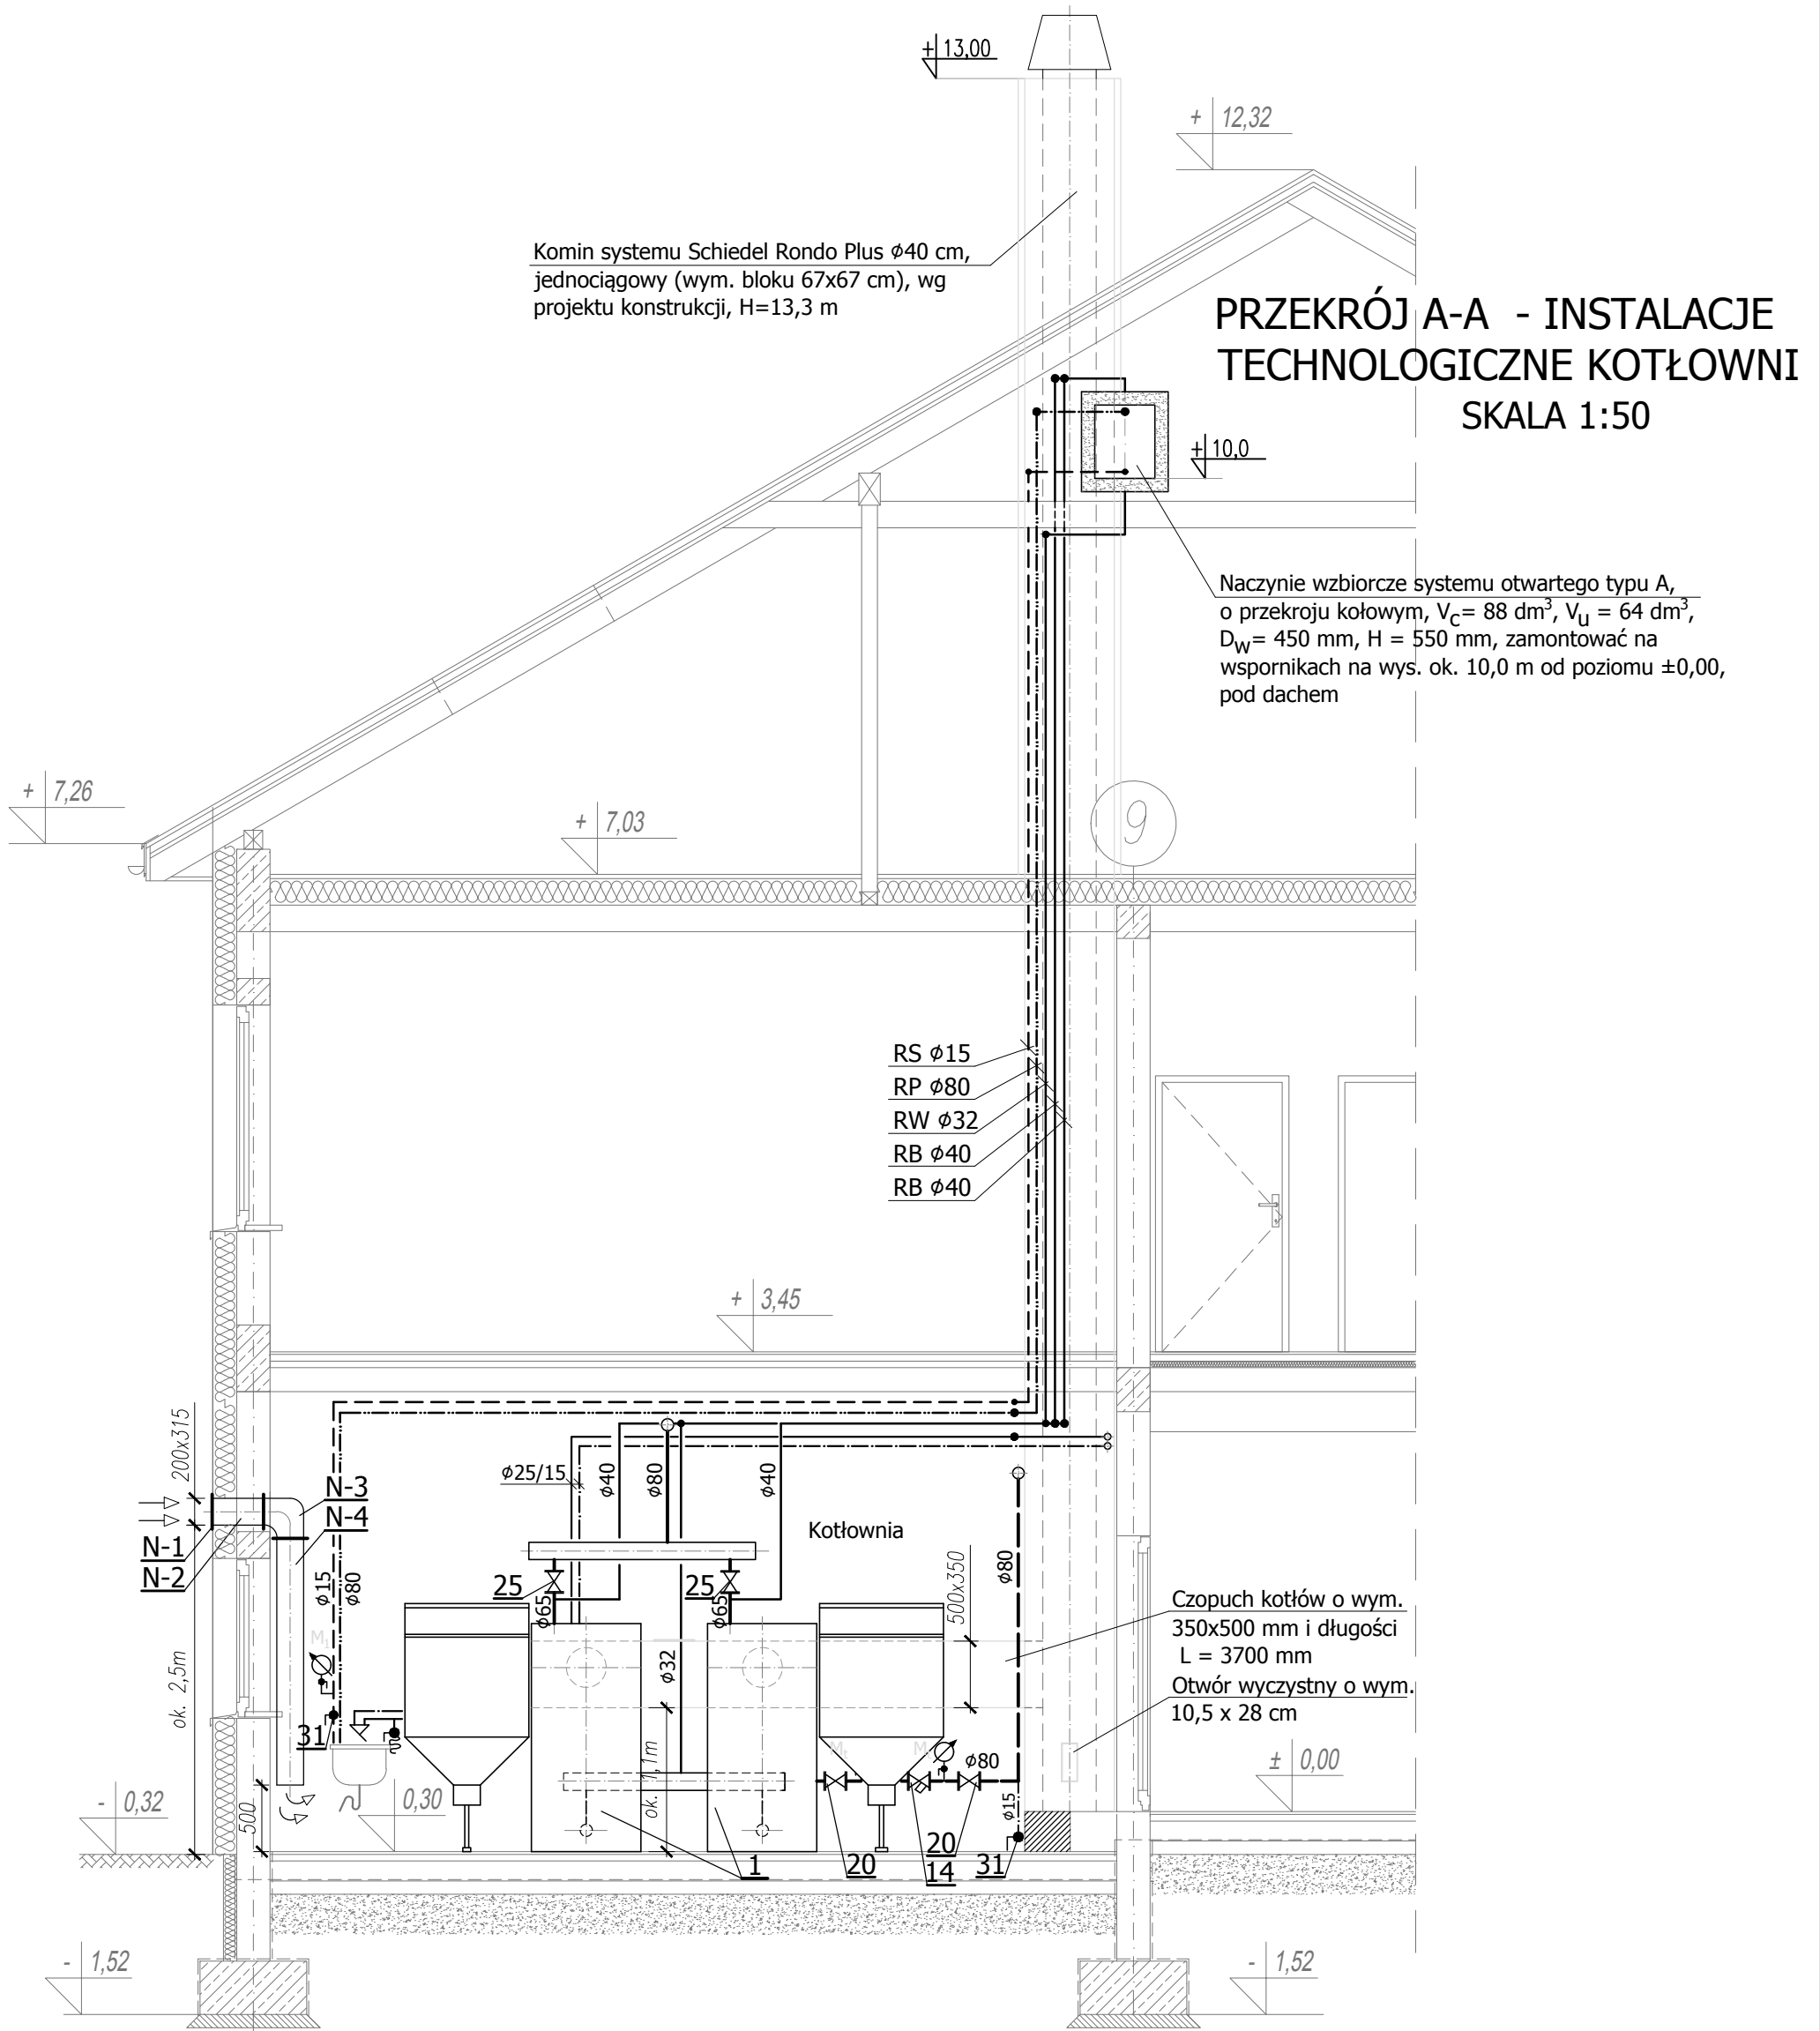 + 13,00
+ 12,32
Komin systemu Schiedel Rondo Plus ϕ40 cm,
jednociągowy (wym. bloku 67x67 cm), wg
projektu konstrukcji, H=13,3 m
PRZEKRÓJ A-A - INSTALACJE
TECHNOLOGICZNE KOTŁOWNI
SKALA 1:50
+ 10,0
Naczynie wzbiorcze systemu otwartego typu A,
o przekroju kołowym, Vc= 88 dm³, Vu = 64 dm³,
Dw= 450 mm, H = 550 mm, zamontować na
wspornikach na wys. ok. 10,0 m od poziomu ±0,00,
pod dachem
+ 7,26
+ 7,03
9
RS ϕ15
RP ϕ80
RW ϕ32
RB ϕ40
RB ϕ40
+ 3,45
200x315
N-3
N-4
N-1
N-2
ϕ25/15
ϕ40
ϕ80
ϕ40
Kotłownia
ϕ15
ϕ80
25
25
ϕ65
ϕ65
ϕ80
500x350
Czopuch kotłów o wym.
350x500 mm i długości
L = 3700 mm
Otwór wyczystny o wym.
10,5 x 28 cm
ok. 2,5m
ϕ32
31
ok. 1,1m
ϕ80
± 0,00
- 0,32
500
0,30
ϕ15
1
20
20
14
31
- 1,52
- 1,52